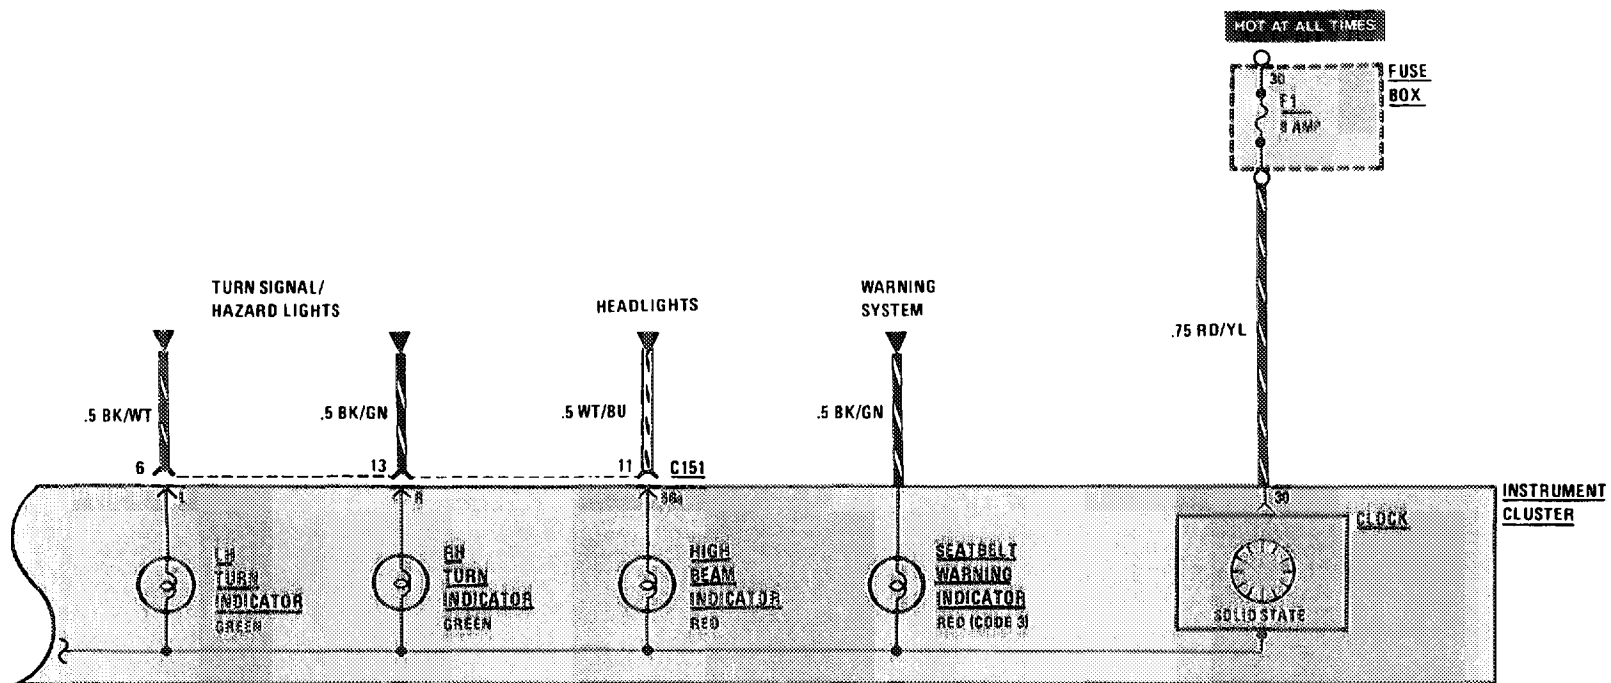 HOT AT ALL TIMES
30
F1
8 AMP
FUSE
BOX
TURN SIGNAL/
HAZARD LIGHTS
HEADLIGHTS
WARNING
SYSTEM
.75 RD/YL
.5 BK/WT
.5 BK/GN
.5 WT/BU
.5 BK/GN
6
13
11
C151
L
R
56a
30
INSTRUMENT
CLUSTER
CLOCK
LH
TURN
INDICATOR
GREEN
RH
TURN
INDICATOR
GREEN
HIGH
BEAM
INDICATOR
RED
SEATBELT
WARNING
INDICATOR
RED (CODE 3)
SOLID STATE